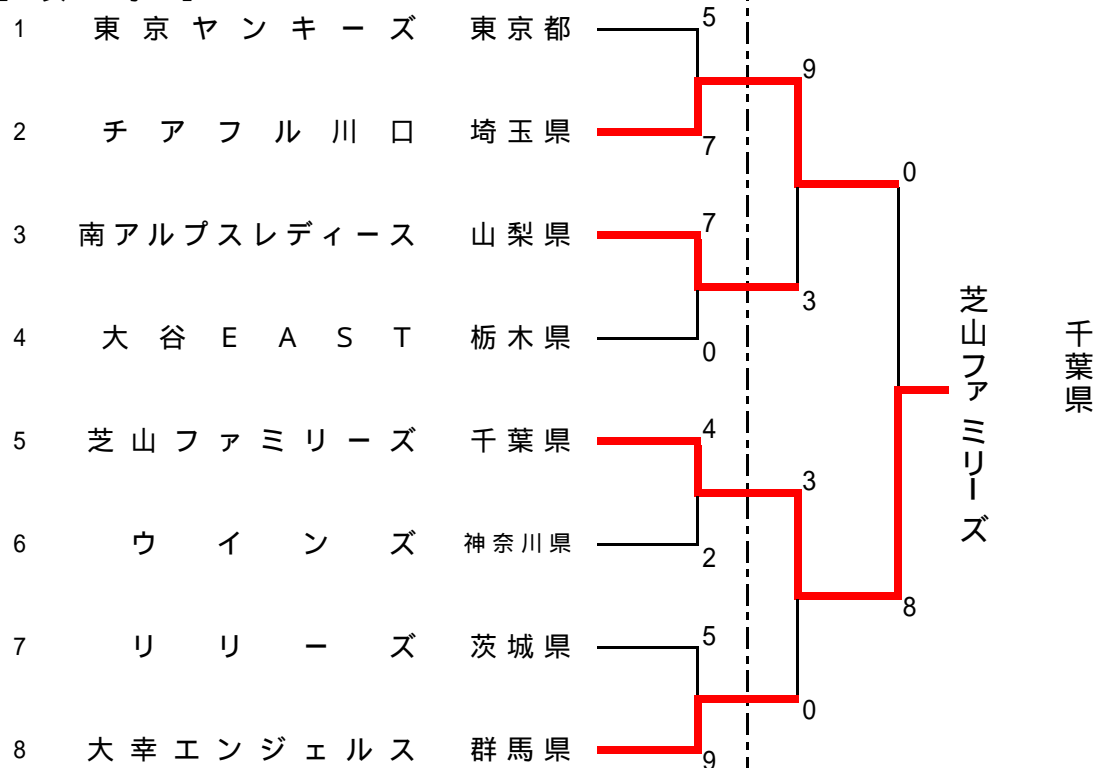 1 東京ヤンキーズ 東京都 5
9
2 チアフル川口 埼玉県 7
0
3 南アルプスレディース 山梨県 7
3
4 大谷EAST 栃木県 0
芝山ファミリーズ
千葉県
5 芝山ファミリーズ 千葉県 4
3
6 ウインズ 神奈川県 2
8
7 リリーズ 茨城県 5
0
8 大幸エンジェルス 群馬県 9